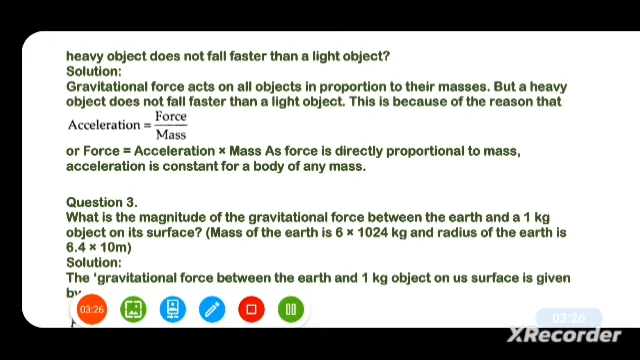 heavy object does not fall faster than a light object?
Solution:
Gravitational force acts on all objects in proportion to their masses. But a heavy
object does not fall faster than a light object. This is because of the reason that
Acceleration = Force / Mass
or Force = Acceleration × Mass As force is directly proportional to mass,
acceleration is constant for a body of any mass.
Question 3.
What is the magnitude of the gravitational force between the earth and a 1 kg
object on its surface? (Mass of the earth is 6 × 1024 kg and radius of the earth is
6.4 × 10m)
Solution:
The ‘gravitational force between the earth and 1 kg object on us surface is given
by
03:26
03:26
XRecorder